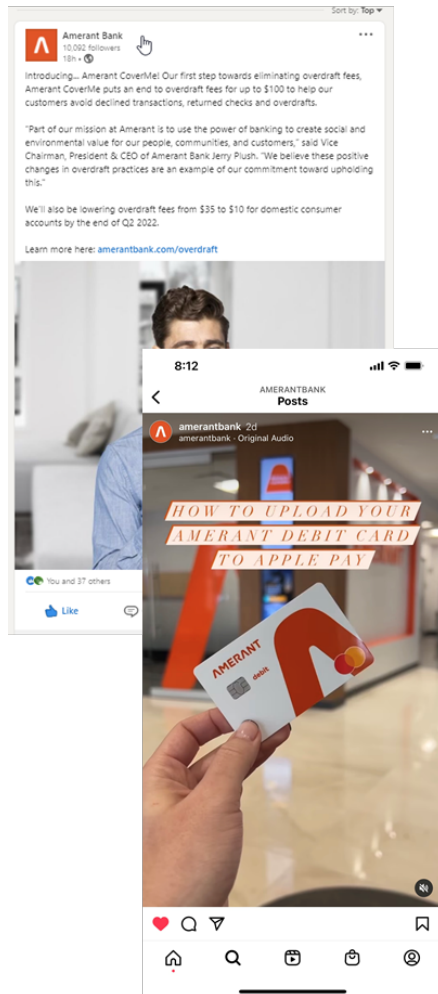 Sort by: Top
Amerant Bank
10,092 followers
18h •
Introducing... Amerant CoverMe! Our first step towards eliminating overdraft fees,
Amerant CoverMe puts an end to overdraft fees for up to $100 to help our
customers avoid declined transactions, returned checks and overdrafts.
"Part of our mission at Amerant is to use the power of banking to create social and
environmental value for our people, communities, and customers," said Vice
Chairman, President & CEO of Amerant Bank Jerry Plush. "We believe these positive
changes in overdraft practices are an example of our commitment toward upholding
this."
We'll also be lowering overdraft fees from $35 to $10 for domestic consumer
accounts by the end of Q2 2022.
Learn more here: amerantbank.com/overdraft
You and 37 others
Like
8:12
AMERANTBANK
Posts
amerantbank 2d
amerantbank · Original Audio
HOW TO UPLOAD YOUR
AMERANT DEBIT CARD
TO APPLE PAY
AMERANT
debit